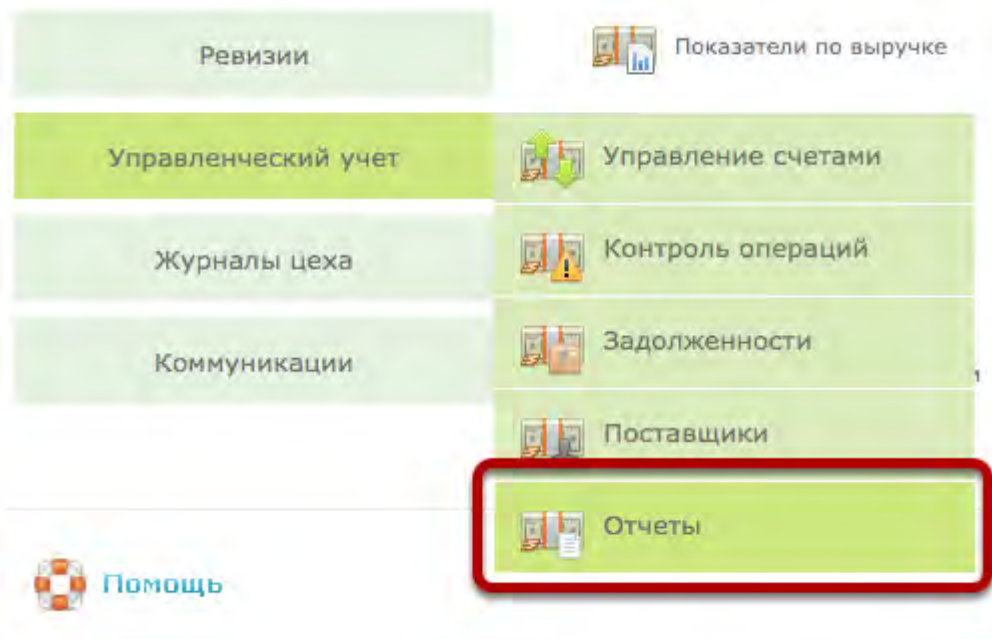 Ревизии
Показатели по выручке
Управленческий учет
Управление счетами
Контроль операций
Журналы цеха
Задолженности
Коммуникации
и
Поставщики
Отчеты
Помощь